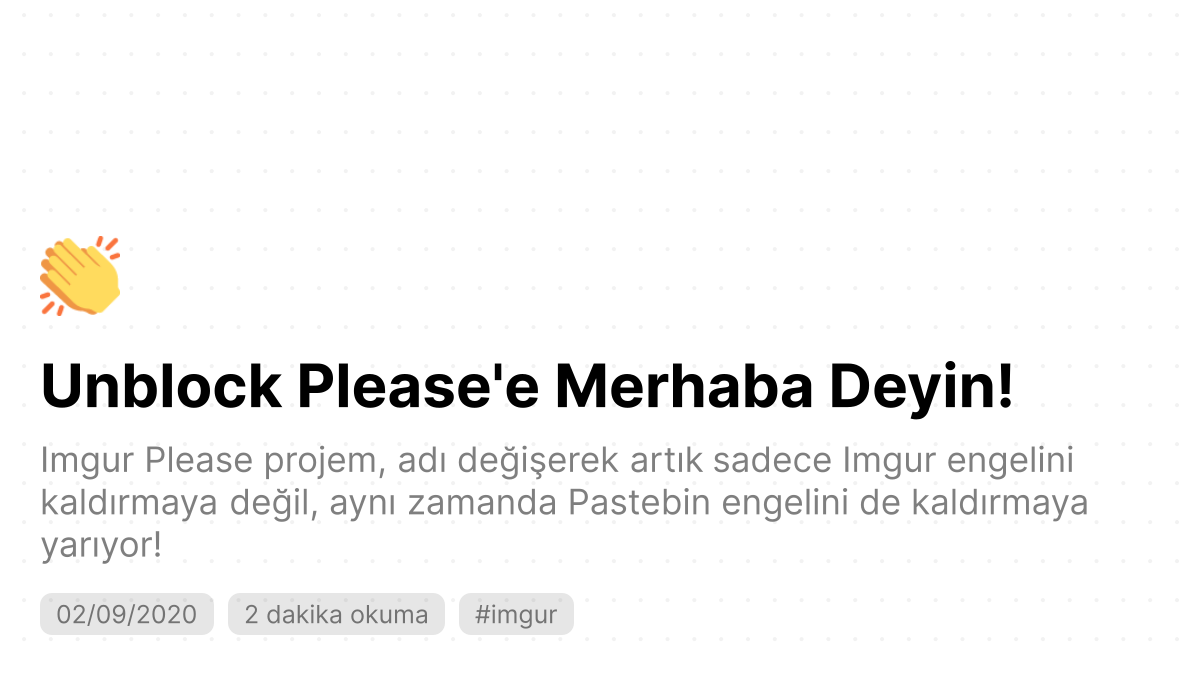 Unblock Please'e Merhaba Deyin!
Imgur Please projem, adı değişerek artık sadece Imgur engelini
kaldırmaya değil, aynı zamanda Pastebin engelini de kaldırmaya
yarıyor!
02/09/2020 2 dakika okuma #imgur